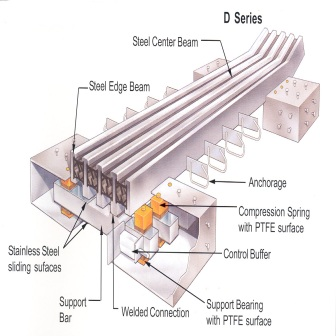 D Series
Steel Center Beam
Steel Edge Beam
Anchorage
Compression Spring
with PTFE surface
Control Buffer
Stainless Steel
sliding sufaces
Support
Bar
Welded Connection
Support Bearing
with PTFE surface